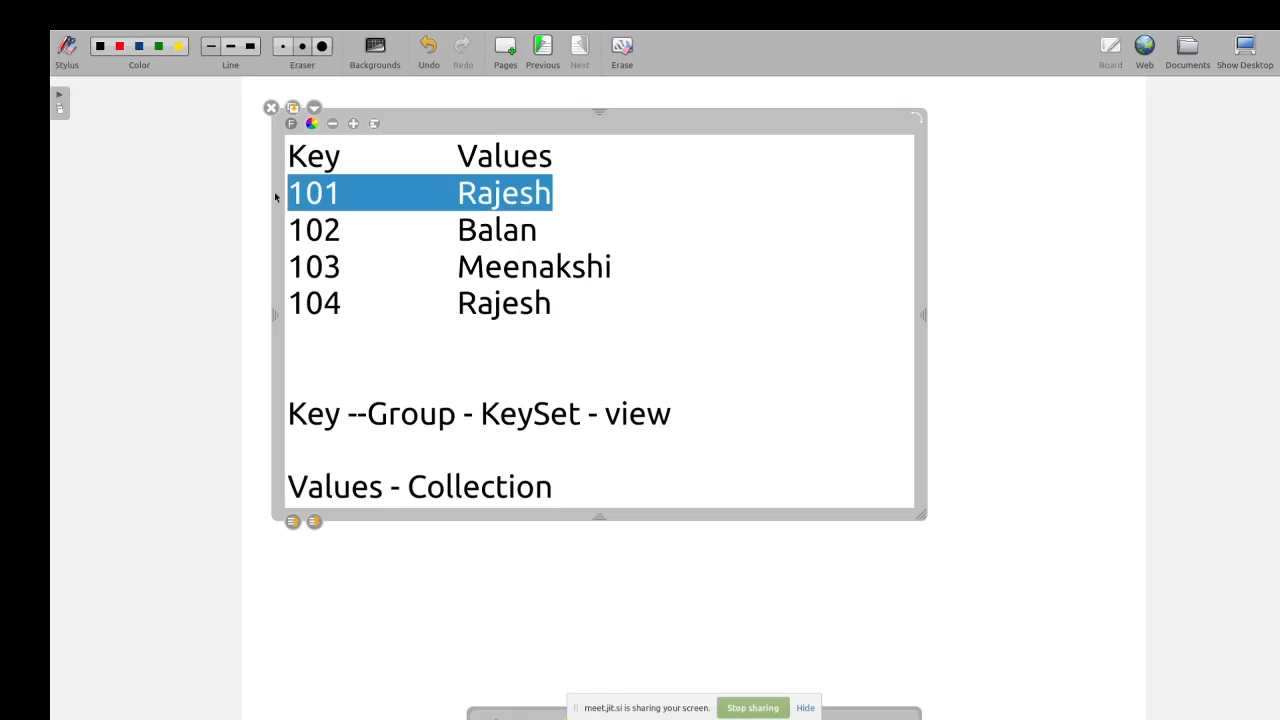 Stylus Color Line Eraser Backgrounds Undo Redo Pages Previous Next Erase Board Web Documents Show Desktop
F
Key Values
101 Rajesh
102 Balan
103 Meenakshi
104 Rajesh
Key --Group - KeySet - view
Values - Collection
meet.jit.si is sharing your screen. Stop sharing Hide